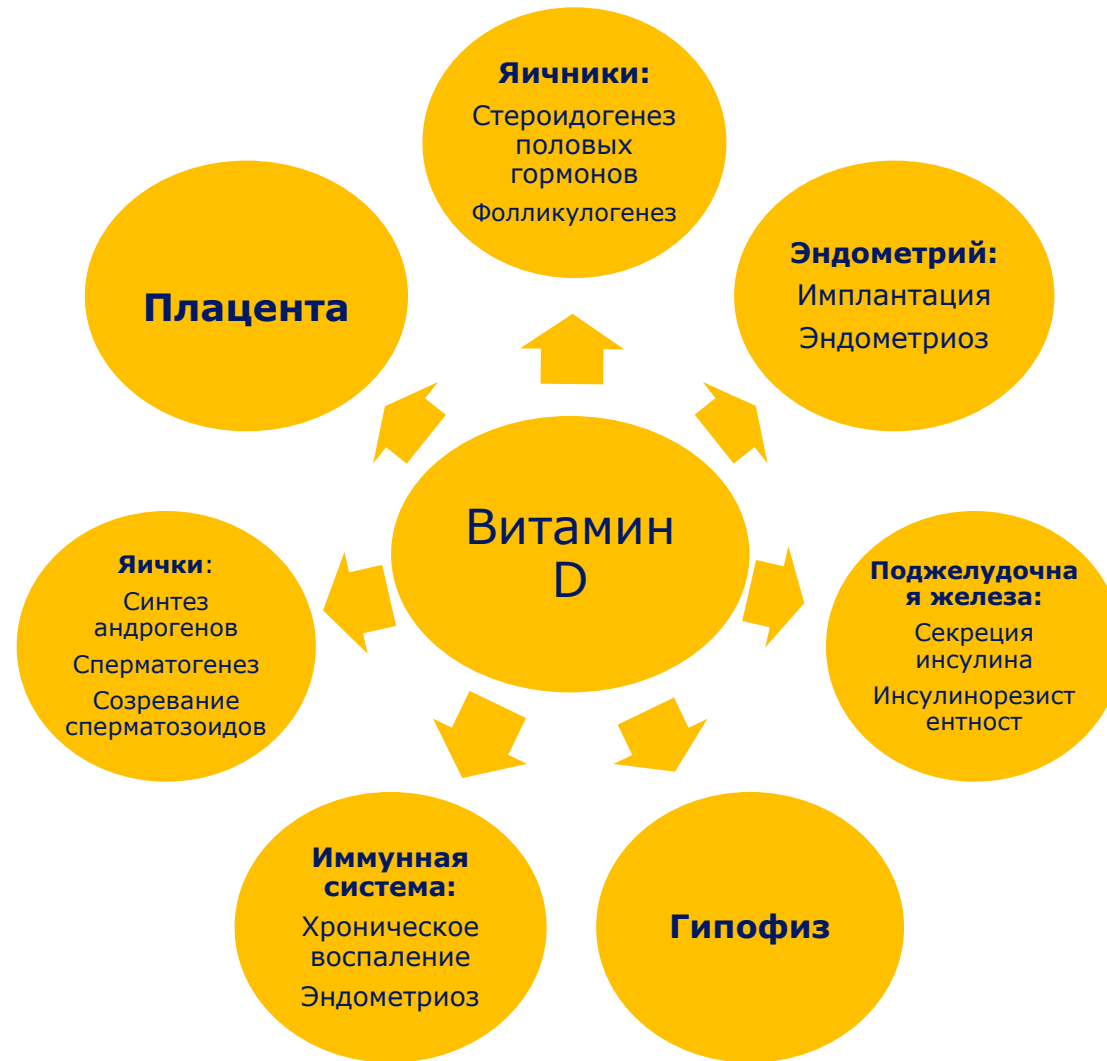 Яичники:
Стероидогенез
половых
гормонов
Фолликулогенез
Эндометрий:
Имплантация
Эндометриоз
Плацента
Витамин
D
Поджелудочна
я железа:
Секреция
инсулина
Инсулинорезист
ентност
Яички:
Синтез
андрогенов
Сперматогенез
Созревание
сперматозоидов
Иммунная
система:
Хроническое
воспаление
Эндометриоз
Гипофиз